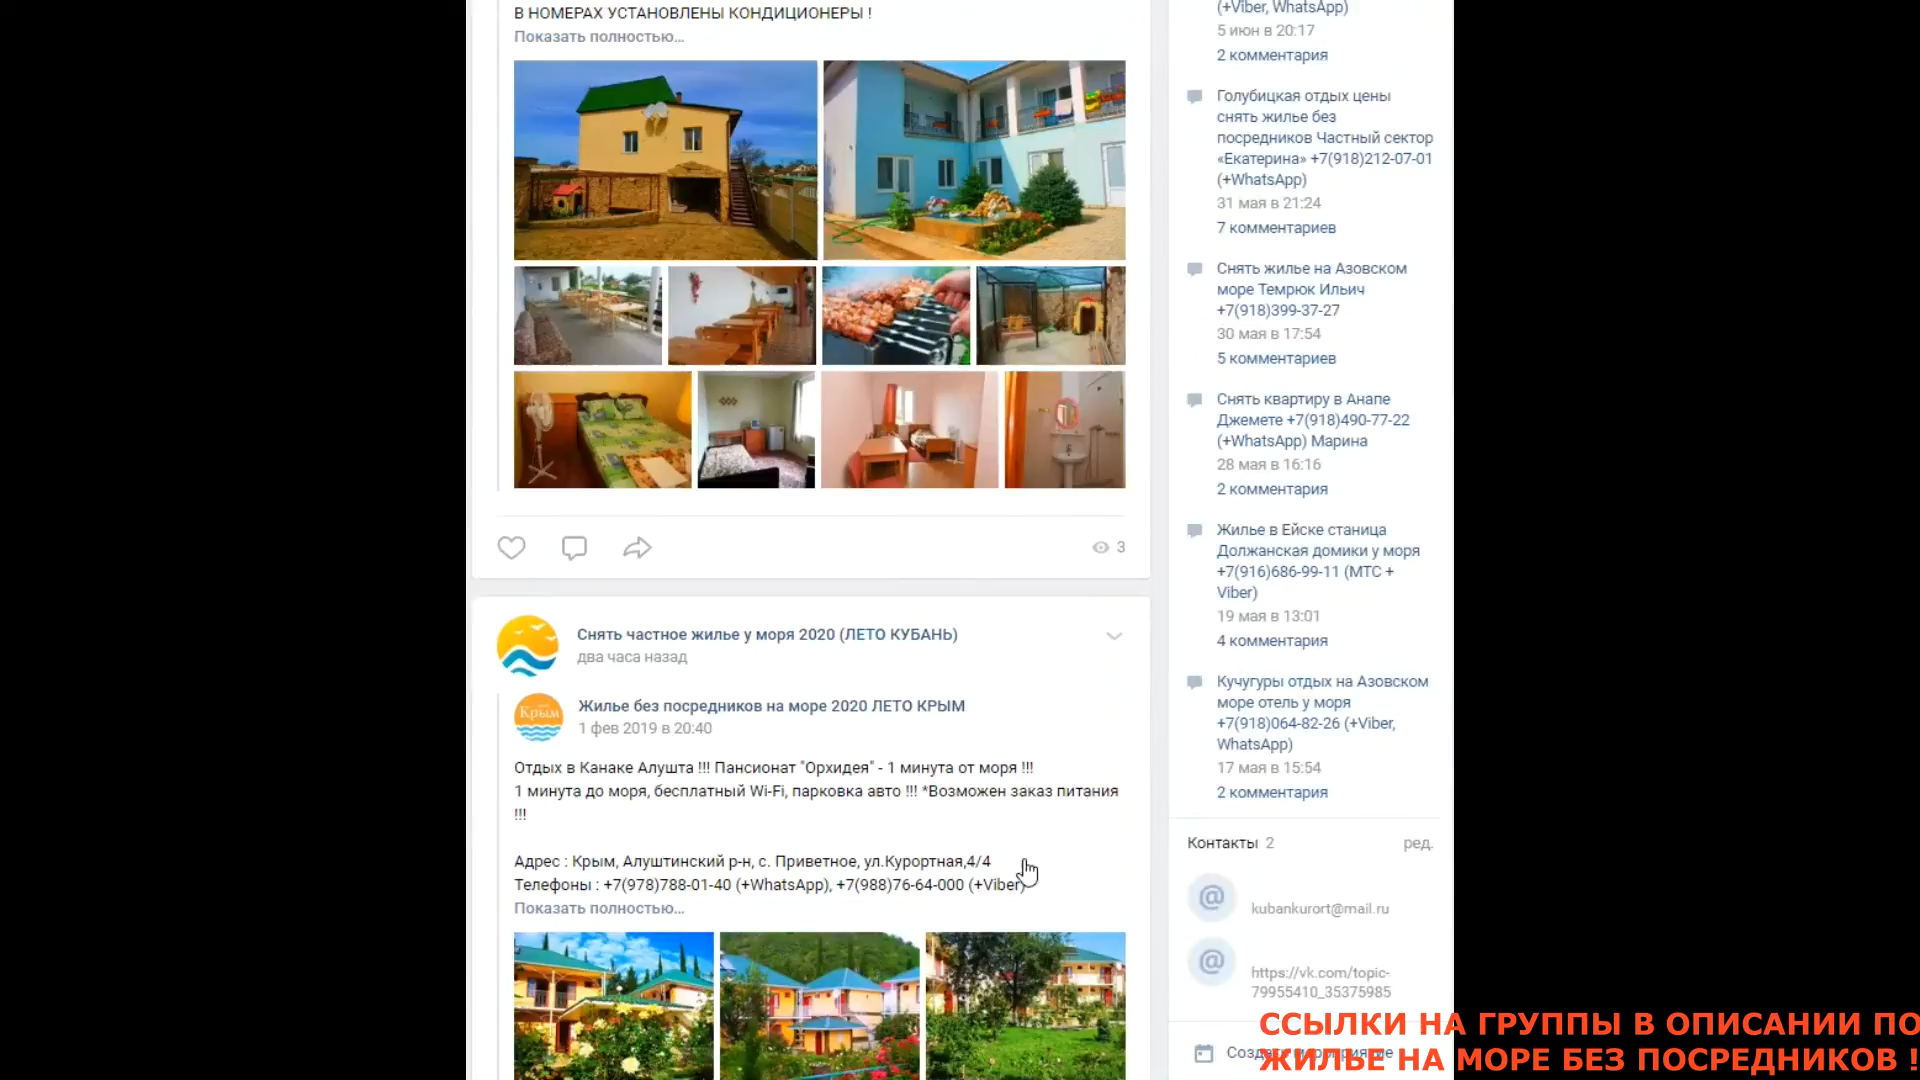 В НОМЕРАХ УСТАНОВЛЕНЫ КОНДИЦИОНЕРЫ !
Показать полностью...
3
Снять частное жилье у моря 2020 (ЛЕТО КУБАНЬ)
два часа назад
Крым
Жилье без посредников на море 2020 ЛЕТО КРЫМ
1 фев 2019 в 20:40
Отдых в Канаке Алушта !!! Пансионат "Орхидея" - 1 минута от моря !!!
1 минута до моря, бесплатный Wi-Fi, парковка авто !!! *Возможен заказ питания
!!!
Адрес : Крым, Алуштинский р-н, с. Приветное, ул.Курортная,4/4
Телефоны : +7(978)788-01-40 (+WhatsApp), +7(988)76-64-000 (+Viber)
Показать полностью...
(+Viber, WhatsApp)
5 июн в 20:17
2 комментария
Голубицкая отдых цены
снять жилье без
посредников Частный сектор
«Екатерина» +7(918)212-07-01
(+WhatsApp)
31 мая в 21:24
7 комментариев
Снять жилье на Азовском
море Темрюк Ильич
+7(918)399-37-27
30 мая в 17:54
5 комментариев
Снять квартиру в Анапе
Джемете +7(918)490-77-22
(+WhatsApp) Марина
28 мая в 16:16
2 комментария
Жилье в Ейске станица
Должанская домики у моря
+7(916)686-99-11 (МТС +
Viber)
19 мая в 13:01
4 комментария
Кучугуры отдых на Азовском
море отель у моря
+7(918)064-82-26 (+Viber,
WhatsApp)
17 мая в 15:54
2 комментария
Контакты 2
ред.
@
kubankurort@mail.ru
@
https://vk.com/topic-
79955410_35375985
Создать мероприятие
ССЫЛКИ НА ГРУППЫ В ОПИСАНИИ ПО
ЖИЛЬЕ НА МОРЕ БЕЗ ПОСРЕДНИКОВ !